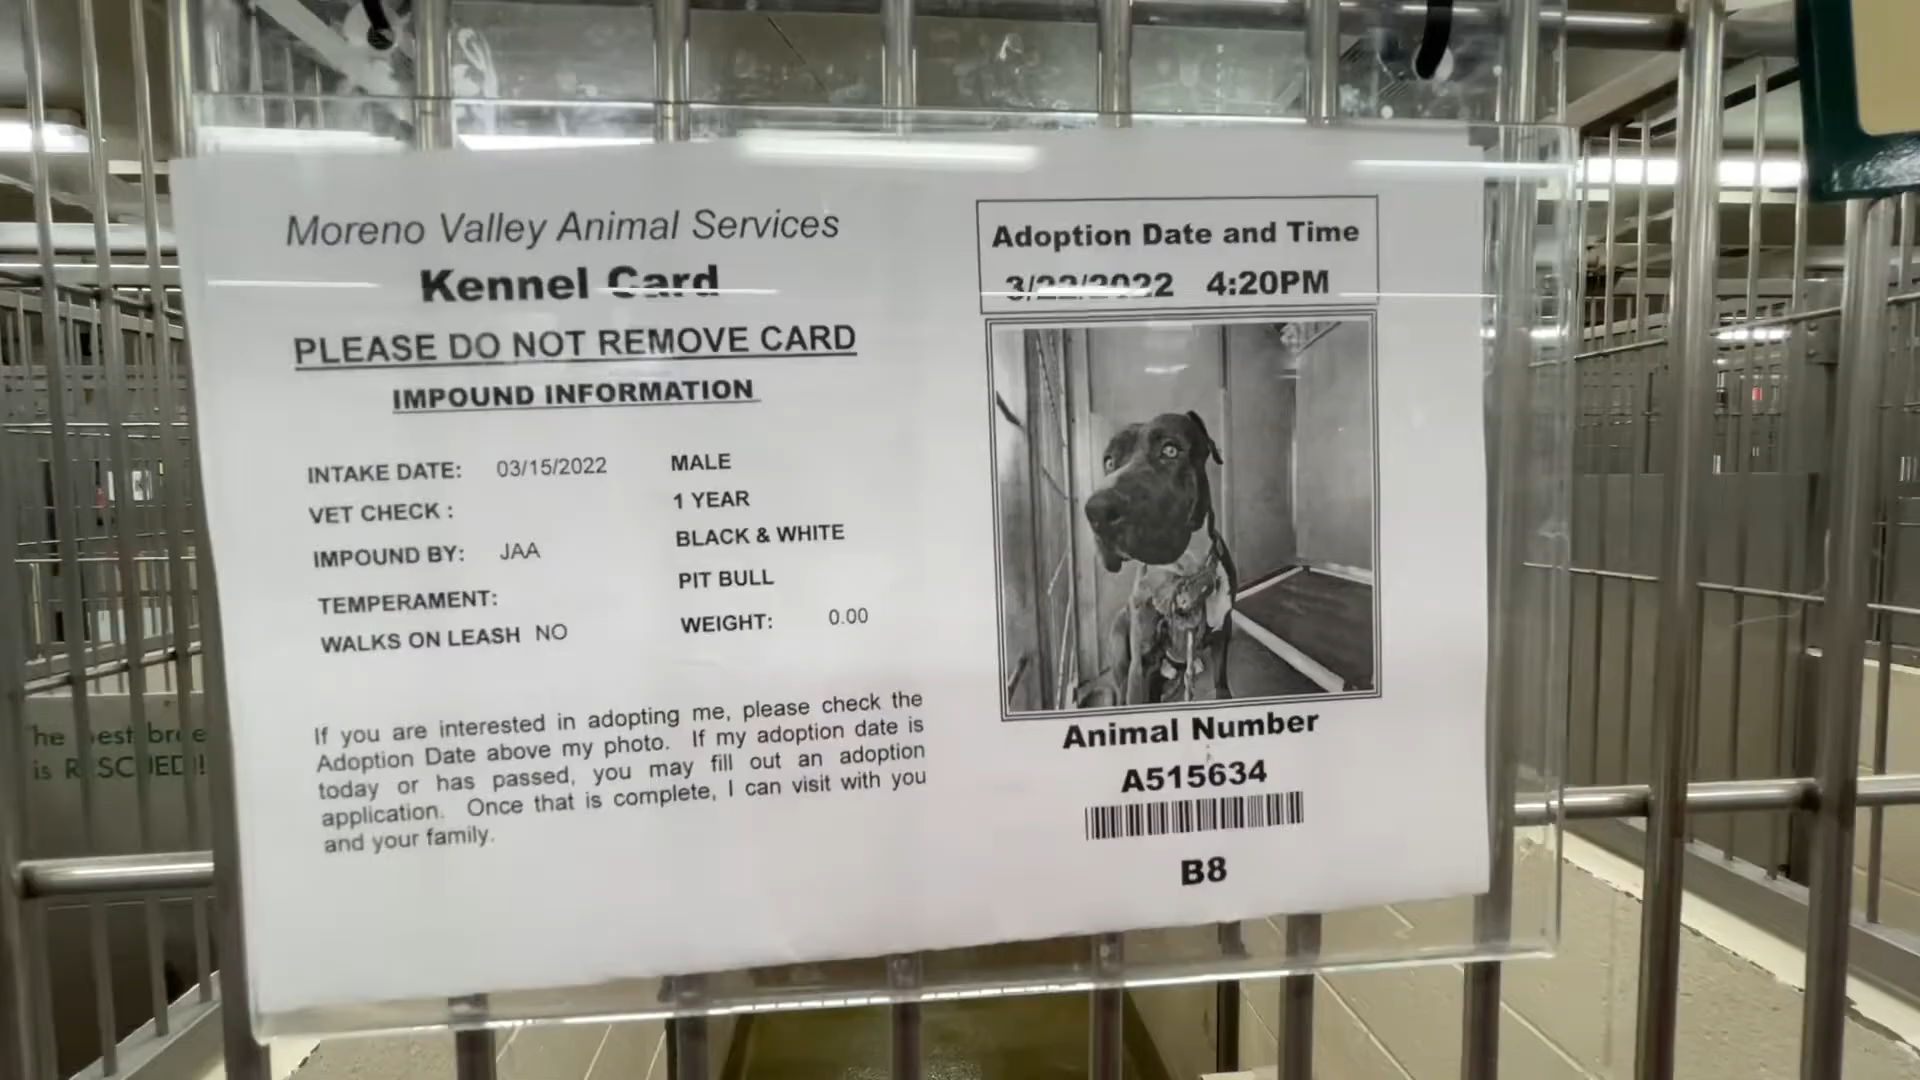 Moreno Valley Animal Services
Kennel Card
PLEASE DO NOT REMOVE CARD
IMPOUND INFORMATION
INTAKE DATE: 03/15/2022
VET CHECK :
IMPOUND BY: JAA
TEMPERAMENT:
WALKS ON LEASH NO
MALE
1 YEAR
BLACK & WHITE
PIT BULL
WEIGHT: 0.00
If you are interested in adopting me, please check the
Adoption Date above my photo. If my adoption date is
today or has passed, you may fill out an adoption
application. Once that is complete, I can visit with you
and your family.
Adoption Date and Time
3/22/2022 4:20PM
Animal Number
A515634
B8
is RESCUED!